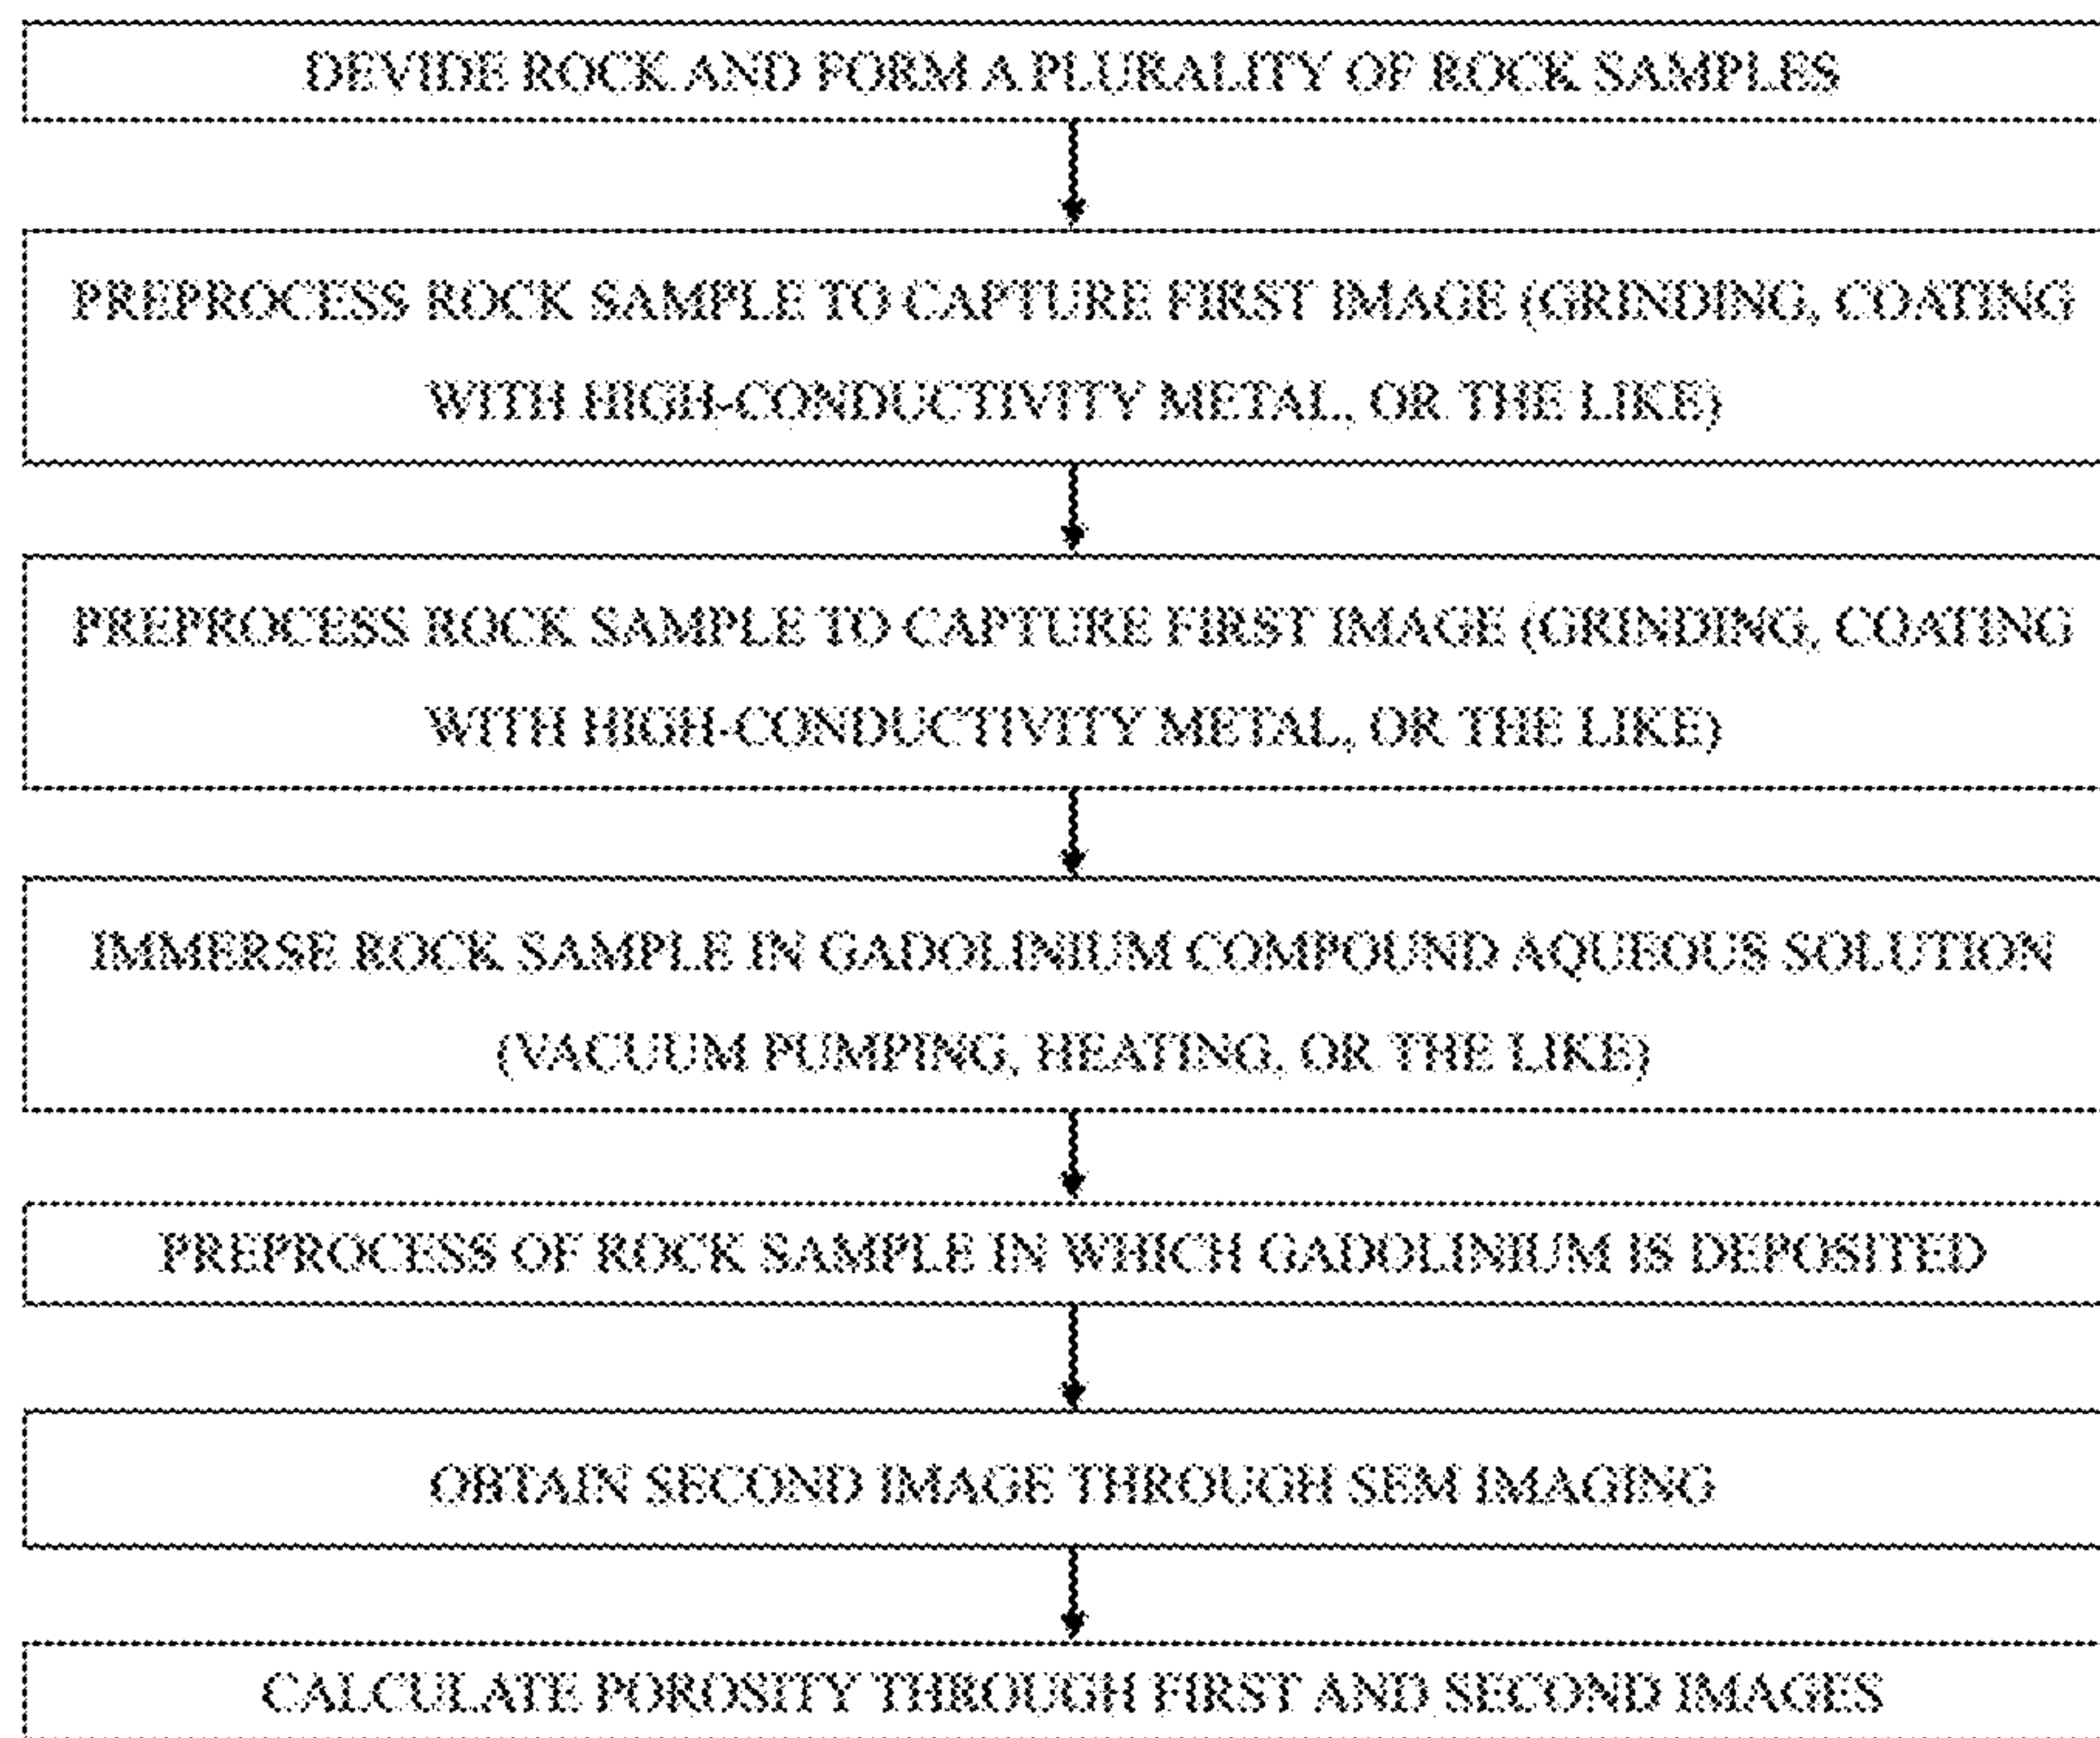 DEVIDE ROCK AND FORM A PLURALITY OF ROCK SAMPLES
PREPROCESS ROCK SAMPLE TO CAPTURE FIRST IMAGE (GRINDING, COATING
WITH HIGH-CONDUCTIVITY METAL, OR THE LIKE)
PREPROCESS ROCK SAMPLE TO CAPTURE FIRST IMAGE (GRINDING, COATING
WITH HIGH-CONDUCTIVITY METAL, OR THE LIKE)
IMMERSE ROCK SAMPLE IN GADOLINIUM COMPOUND AQUEOUS SOLUTION
(VACUUM PUMPING, HEATING, OR THE LIKE)
PREPROCESS OF ROCK SAMPLE IN WHICH GADOLINIUM IS DEPOSITED
OBTAIN SECOND IMAGE THROUGH SEM IMAGING
CALCULATE POROSITY THROUGH FIRST AND SECOND IMAGES